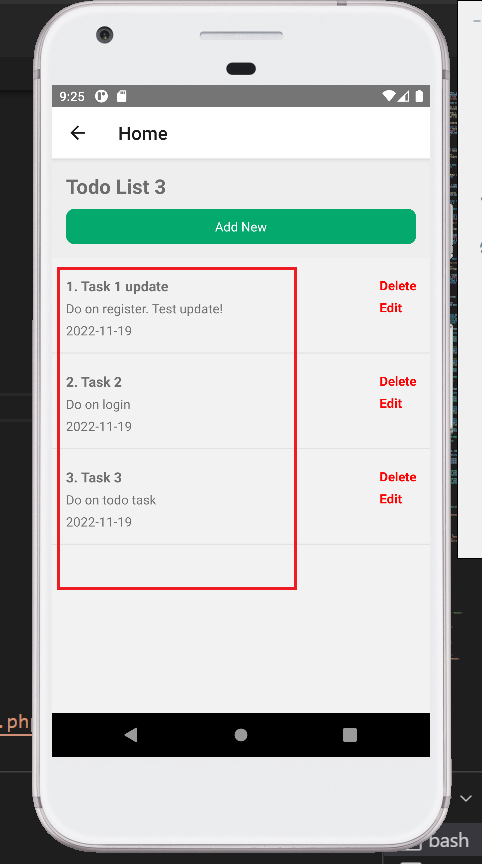 9:25
Home
Todo List 3
Add New
1. Task 1 update
Delete
Do on register. Test update!
Edit
2022-11-19
2. Task 2
Delete
Do on login
Edit
2022-11-19
3. Task 3
Delete
Do on todo task
Edit
2022-11-19
.php
bash